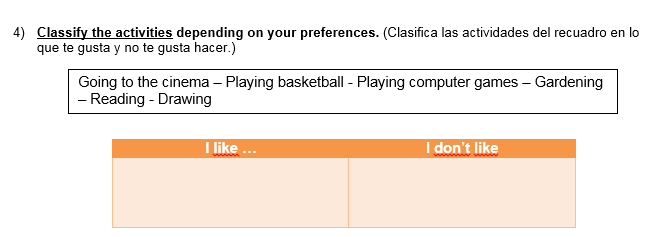 4) Classify the activities depending on your preferences. (Clasifica las actividades del recuadro en lo
que te gusta y no te gusta hacer.)
Going to the cinema – Playing basketball - Playing computer games – Gardening
– Reading - Drawing
I like … I don't like